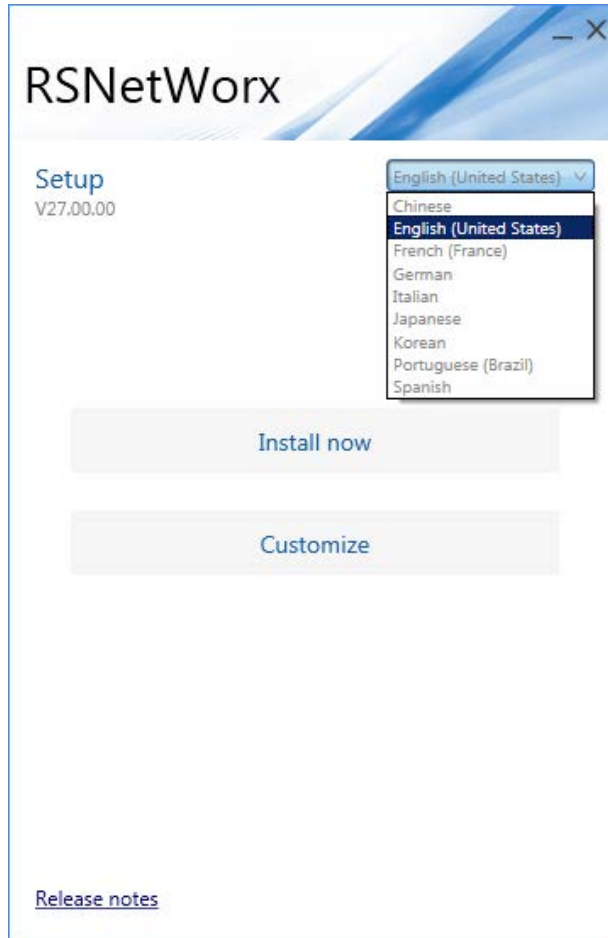 RSNetWorx
Setup
V27.00.00
English (United States)
Chinese
English (United States)
French (France)
German
Italian
Japanese
Korean
Portuguese (Brazil)
Spanish
Install now
Customize
Release notes